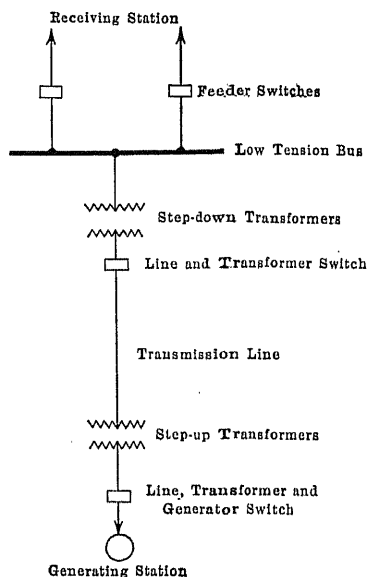 Receiving Station
Feeder Switches
Low Tension Bus
Step-down Transformers
Line and Transformer Switch
Transmission Line
Step-up Transformers
Line, Transformer and
Generator Switch
Generating Station